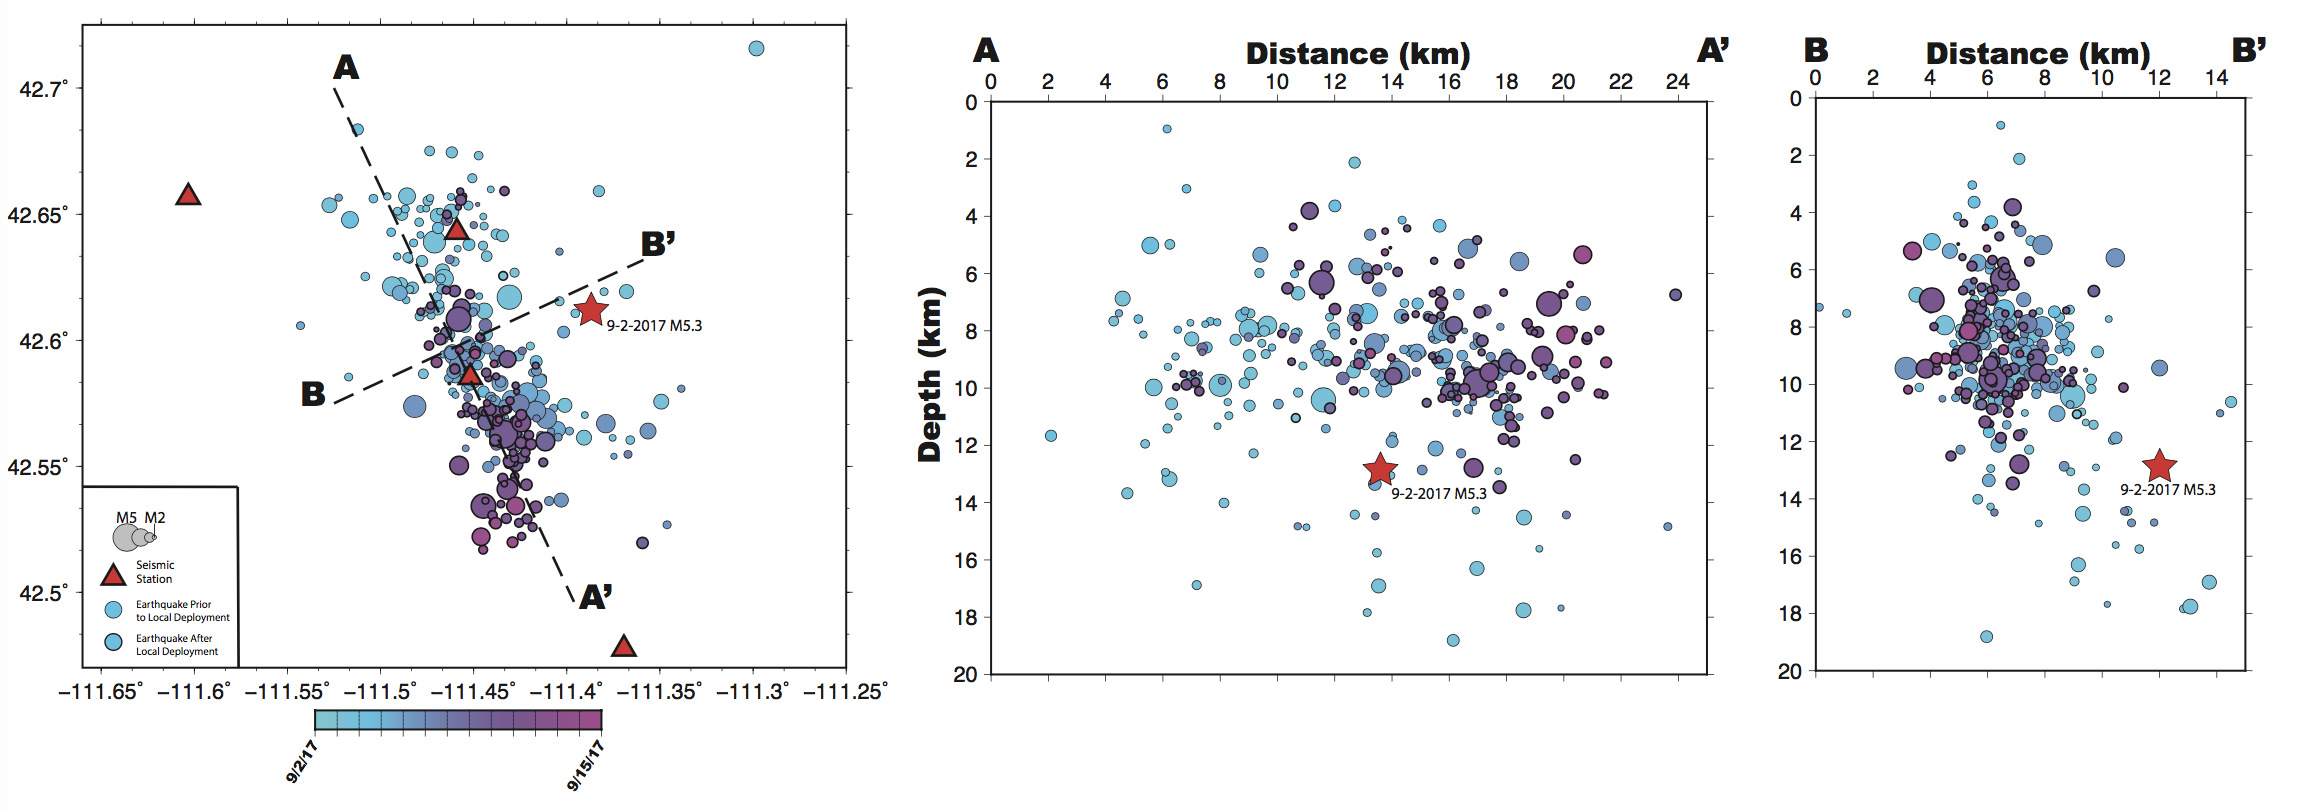 42.7°
42.65°
42.6°
42.55°
42.5°
A
B'
9-2-2017 M5.3
B
A'
M5 M2
Seismic
Station
Earthquake Prior
to Local Deployment
Earthquake After
Local Deployment
−111.65° −111.6° −111.55° −111.5° −111.45° −111.4° −111.35° −111.3° −111.25°
9/2/17
9/15/17
A Distance (km) A'
0 2 4 6 8 10 12 14 16 18 20 22 24
0
2
4
6
8
10
12
14
16
18
20
Depth (km)
9-2-2017 M5.3
B Distance (km) B'
0 2 4 6 8 10 12 14
0
2
4
6
8
10
12
14
16
18
20
9-2-2017 M5.3